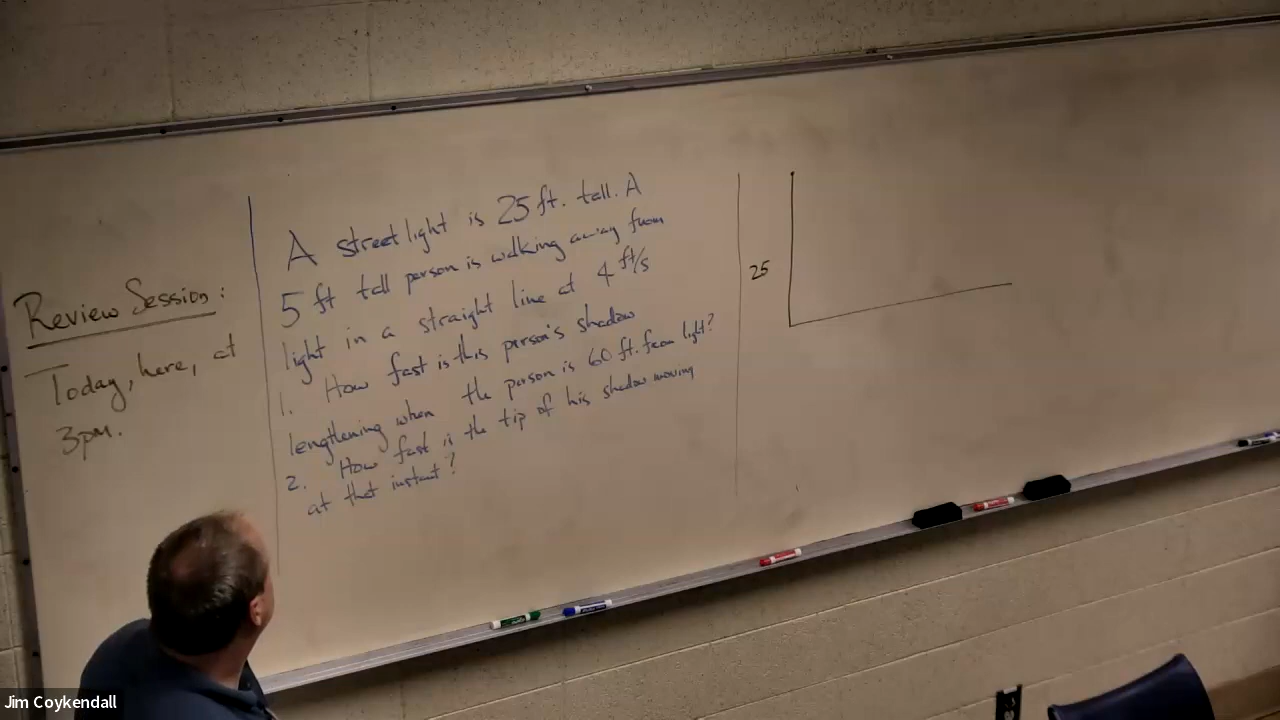 Review Session:
Today, here, at
3pm.
A streetlight is 25 ft. tall. A
5 ft tall person is walking away from
light in a straight line at 4 ft/s
1. How fast is this person's shadow
lengthening when the person is 60 ft. from light?
2. How fast is the tip of his shadow moving
at that instant?
25
Jim Coykendall